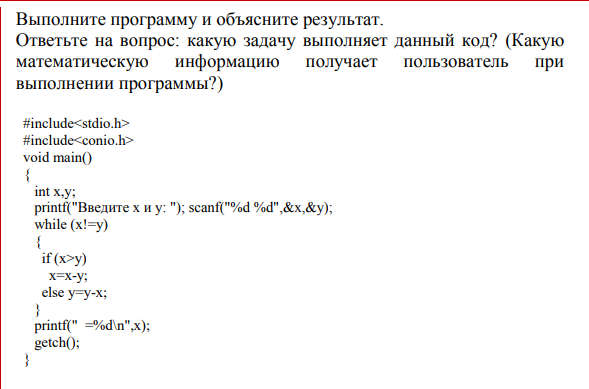 Выполните программу и объясните результат.
Ответьте на вопрос: какую задачу выполняет данный код? (Какую
математическую информацию получает пользователь при
выполнении программы?)
#include<stdio.h>
#include<conio.h>
void main()
{
int x,y;
printf("Введите x и y: "); scanf("%d %d",&x,&y);
while (x!=y)
{
if (x>y)
x=x-y;
else y=y-x;
}
printf("  =%d\n",x);
getch();
}